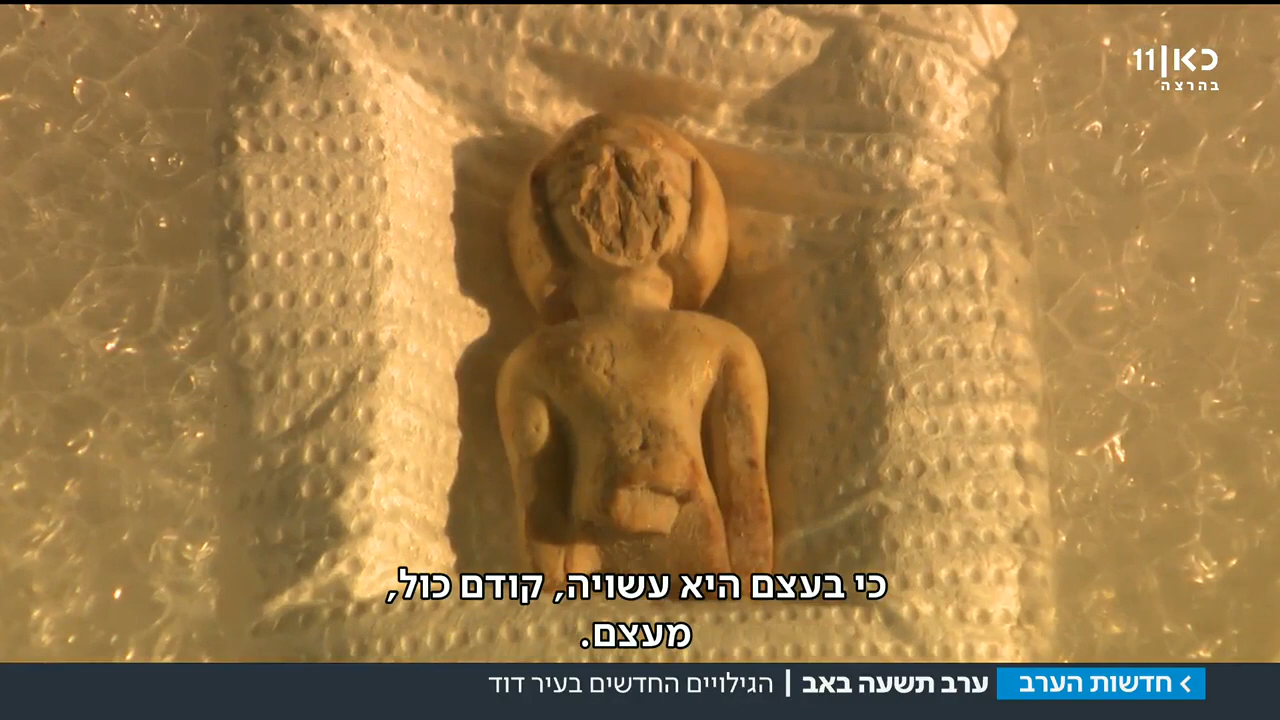 כאן 11
בהרצה
כי בעצם היא עשויה, קודם כול,
מעצם.
חדשות הערב
ערב תשעה באב | הגילויים החדשים בעיר דוד